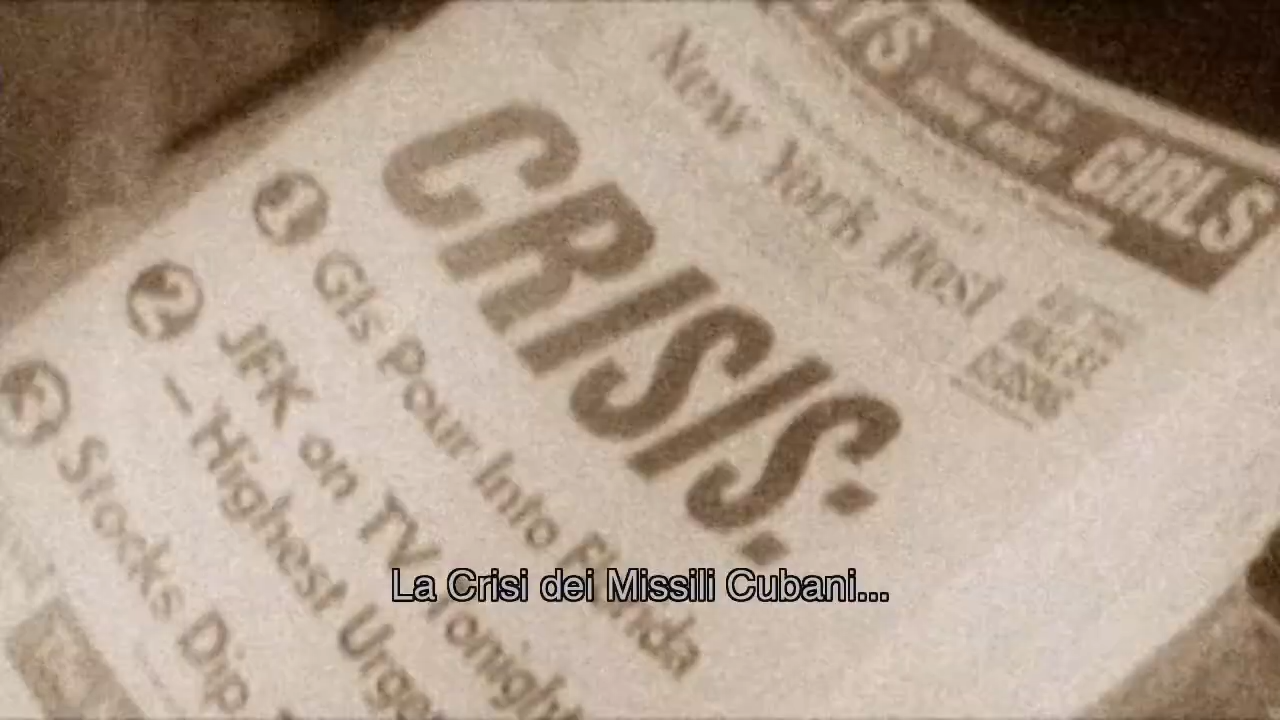 GIRLS
New York Post
CRISIS:
1 GIs Pour Into Florida
2 JFK on TV Tonight
— 'Highest Urge
3 Stocks Dip
La Crisi dei Missili Cubani...